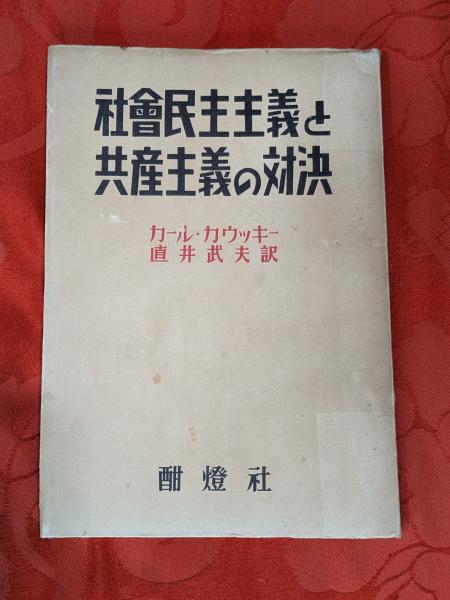 社會民主主義と
共産主義の対決
カール・カウッキー
直井武夫訳
酣燈社